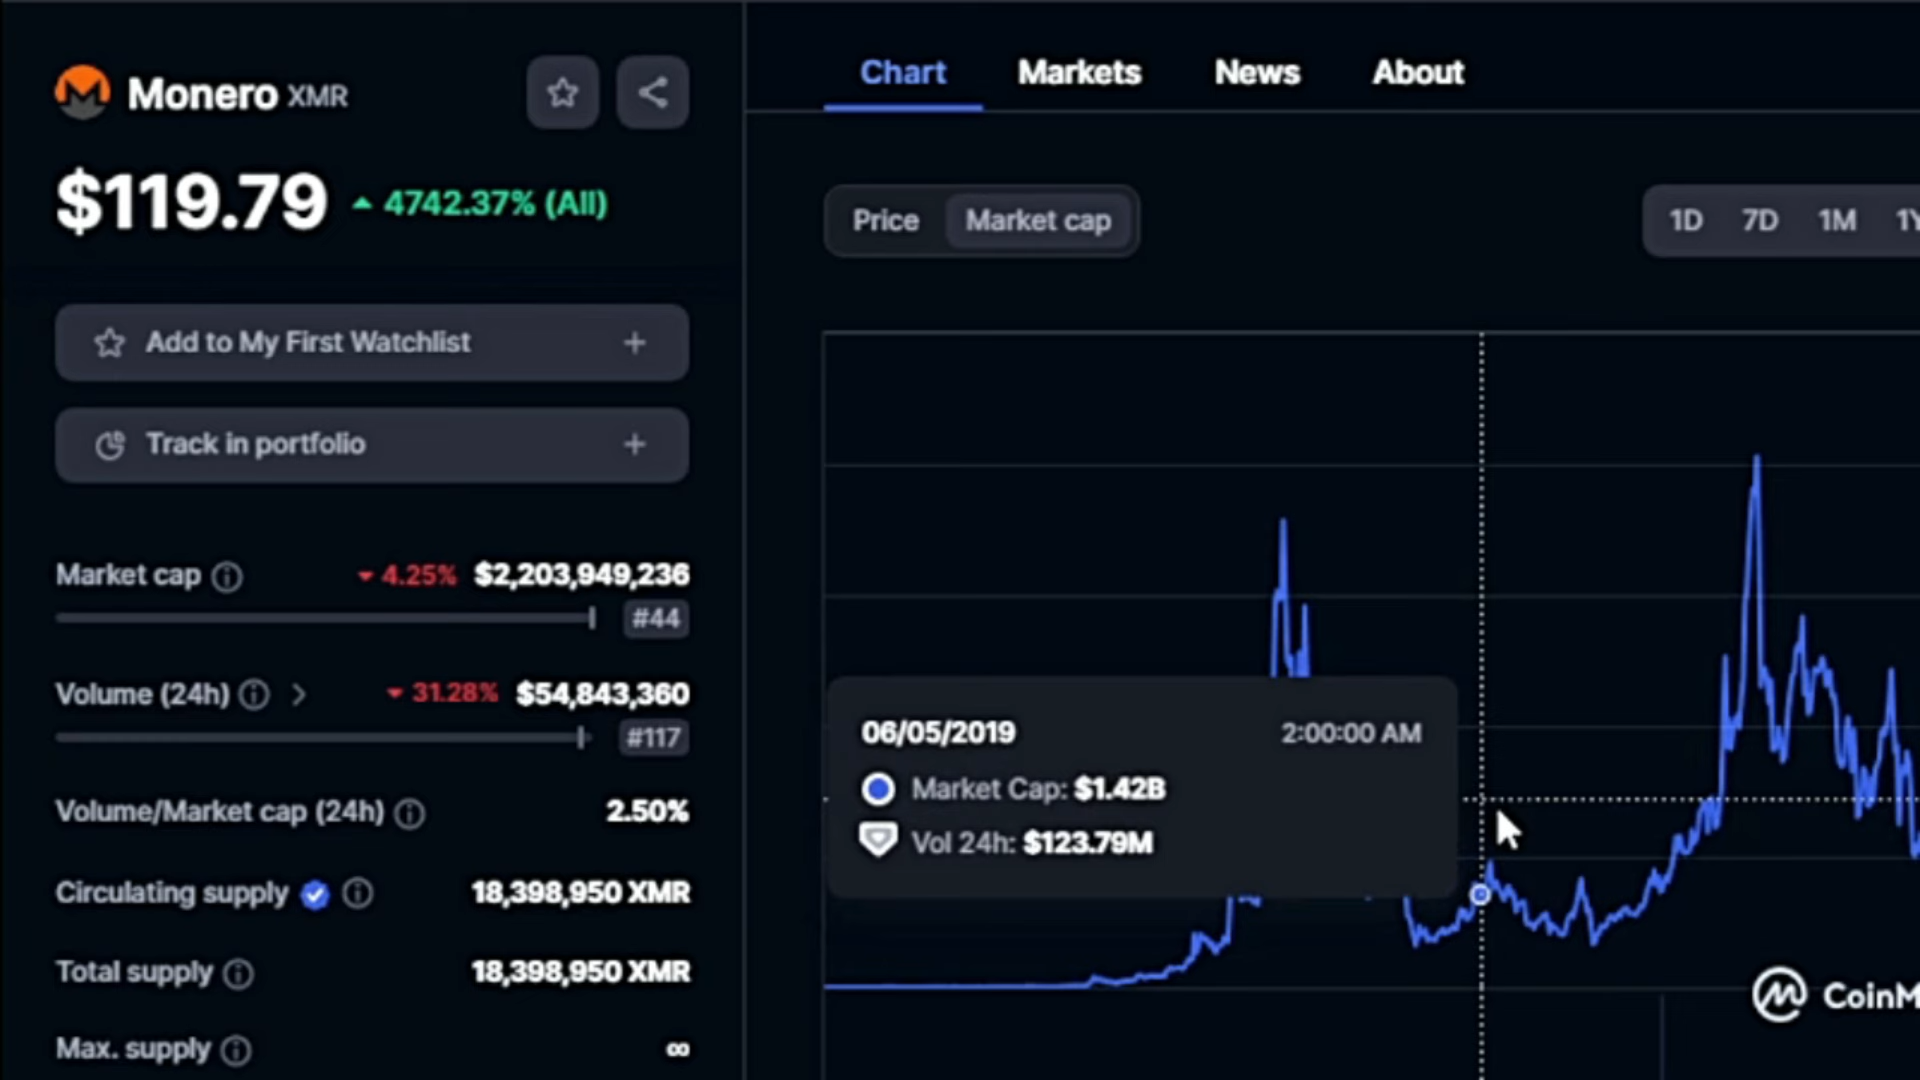 Monero XMR
$119.79 4742.37% (All)
Add to My First Watchlist +
Track in portfolio +
Market cap 4.25% $2,203,949,236
#44
Volume (24h) 31.28% $54,843,360
#117
Volume/Market cap (24h) 2.50%
Circulating supply 18,398,950 XMR
Total supply 18,398,950 XMR
Max. supply ∞
Chart Markets News About
Price Market cap
1D 7D 1M 1Y
06/05/2019 2:00:00 AM
Market Cap: $1.42B
Vol 24h: $123.79M
CoinM